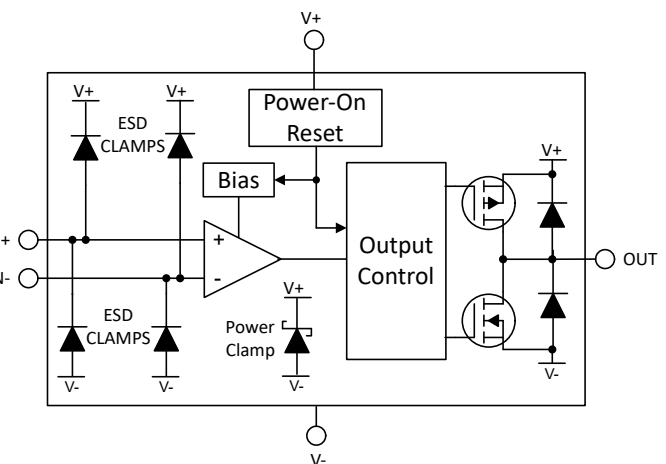 V+
V+
V+
ESD
CLAMPS
Power-On
Reset
V+
Bias
+
+
-
N-
Output
Control
OUT
V+
ESD
CLAMPS
Power
Clamp
V-
V-
V-
V-
V-